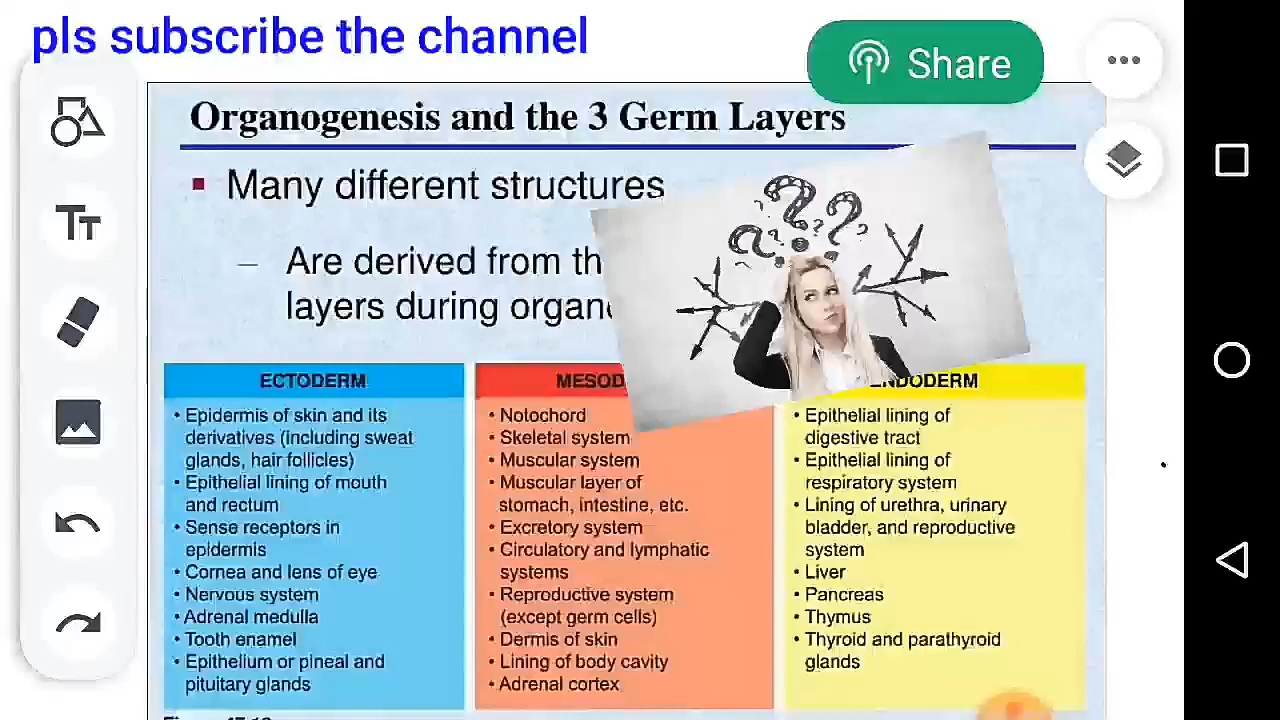 pls subscribe the channel
Share
Organogenesis and the 3 Germ Layers
Many different structures
– Are derived from th
layers during organ
ECTODERM
• Epidermis of skin and its
derivatives (including sweat
glands, hair follicles)
• Epithelial lining of mouth
and rectum
• Sense receptors in
epidermis
• Cornea and lens of eye
• Nervous system
• Adrenal medulla
• Tooth enamel
• Epithelium or pineal and
pituitary glands
MESOD
• Notochord
• Skeletal system
• Muscular system
• Muscular layer of
stomach, intestine, etc.
• Excretory system
• Circulatory and lymphatic
systems
• Reproductive system
(except germ cells)
• Dermis of skin
• Lining of body cavity
• Adrenal cortex
NDODERM
• Epithelial lining of
digestive tract
• Epithelial lining of
respiratory system
• Lining of urethra, urinary
bladder, and reproductive
system
• Liver
• Pancreas
• Thymus
• Thyroid and parathyroid
glands